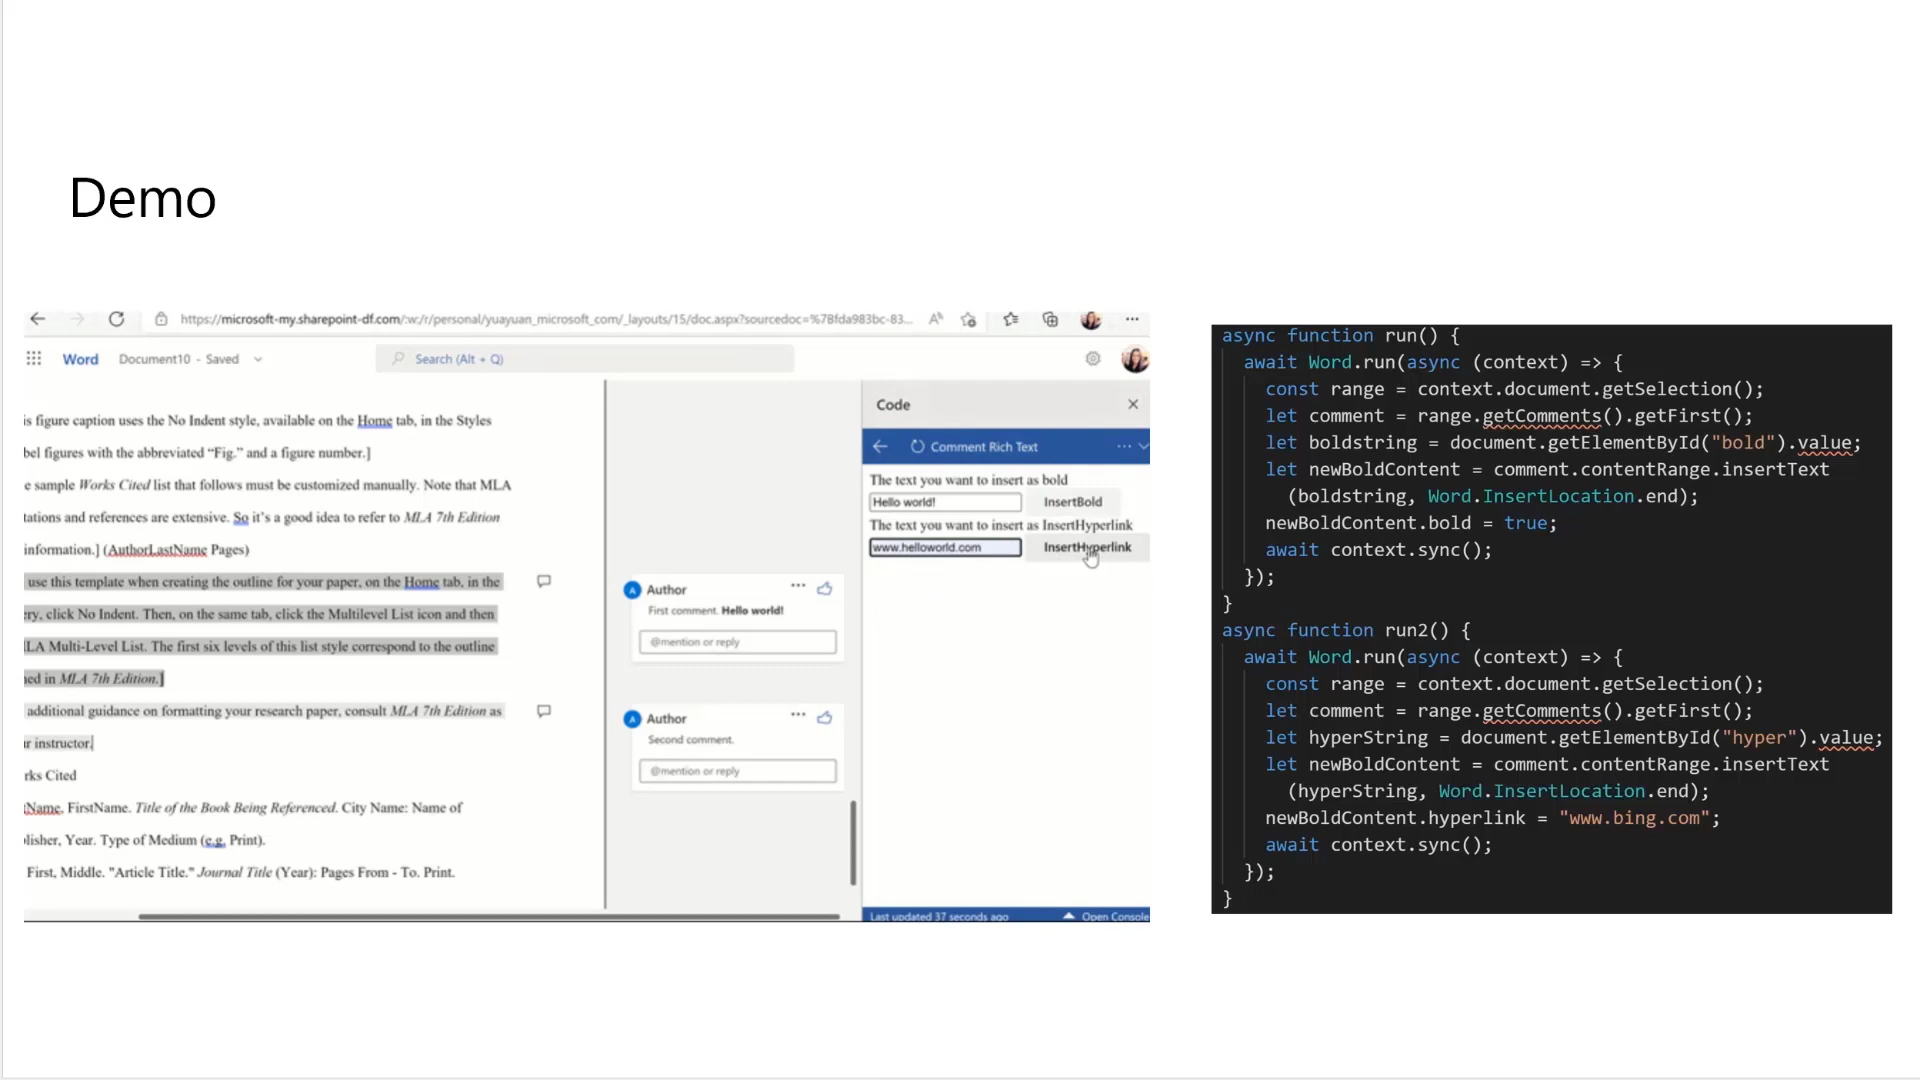 Demo
https://microsoft-my.sharepoint-df.com/:w:/r/personal/yuayuan_microsoft_com/_layouts/15/doc.aspx?sourcedoc=%7Bfda983bc-83...
Word Document10 - Saved
Search (Alt + Q)
is figure caption uses the No Indent style, available on the Home tab, in the Styles
bel figures with the abbreviated “Fig.” and a figure number.]
e sample Works Cited list that follows must be customized manually. Note that MLA
tations and references are extensive. So it’s a good idea to refer to MLA 7th Edition
information.] (AuthorLastName Pages)
use this template when creating the outline for your paper, on the Home tab, in the
ry, click No Indent. Then, on the same tab, click the Multilevel List icon and then
LA Multi-Level List. The first six levels of this list style correspond to the outline
ned in MLA 7th Edition.]
additional guidance on formatting your research paper, consult MLA 7th Edition as
r instructor.
rks Cited
tName, FirstName. Title of the Book Being Referenced. City Name: Name of
lisher, Year. Type of Medium (e.g. Print).
First, Middle. "Article Title." Journal Title (Year): Pages From - To. Print.
A Author
First comment. Hello world!
@mention or reply
A Author
Second comment.
@mention or reply
Code
Comment Rich Text
The text you want to insert as bold
Hello world! InsertBold
The text you want to insert as InsertHyperlink
www.helloworld.com InsertHyperlink
Last updated 37 seconds ago Open Console
async function run() {
await Word.run(async (context) => {
const range = context.document.getSelection();
let comment = range.getComments().getFirst();
let boldstring = document.getElementById("bold").value;
let newBoldContent = comment.contentRange.insertText
(boldstring, Word.InsertLocation.end);
newBoldContent.bold = true;
await context.sync();
});
}
async function run2() {
await Word.run(async (context) => {
const range = context.document.getSelection();
let comment = range.getComments().getFirst();
let hyperString = document.getElementById("hyper").value;
let newBoldContent = comment.contentRange.insertText
(hyperString, Word.InsertLocation.end);
newBoldContent.hyperlink = "www.bing.com";
await context.sync();
});
}